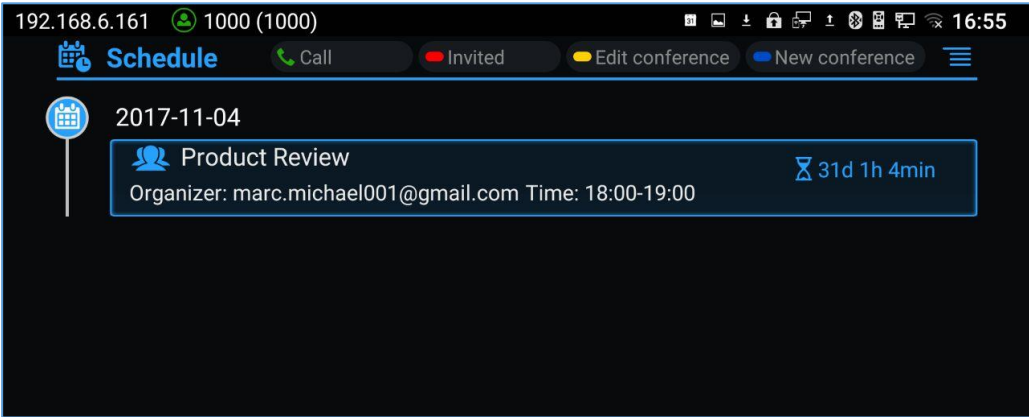 192.168.6.161 1000 (1000) 31 16:55
Schedule Call Invited Edit conference New conference
2017-11-04
Product Review
31d 1h 4min
Organizer: marc.michael001@gmail.com Time: 18:00-19:00